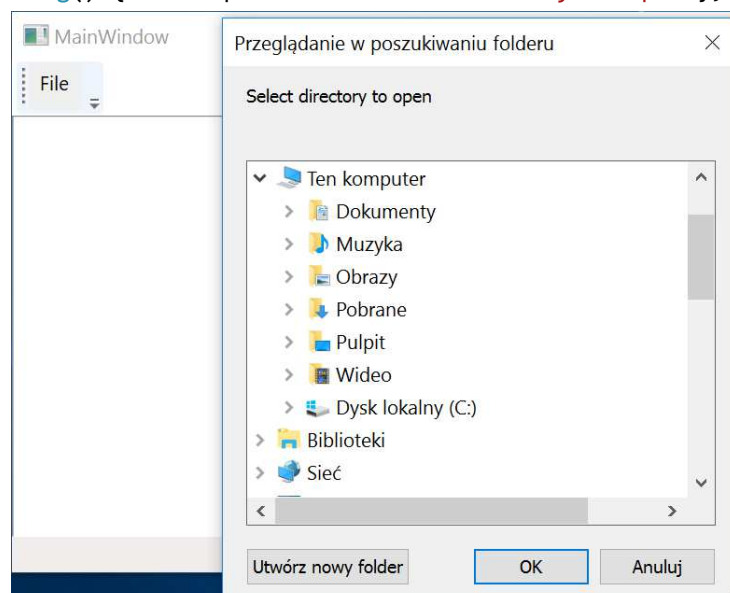 MainWindow
Przeglądanie w poszukiwaniu folderu
File
Select directory to open
Ten komputer
Dokumenty
Muzyka
Obrazy
Pobrane
Pulpit
Wideo
Dysk lokalny (C:)
Biblioteki
Sieć
Utwórz nowy folder
OK
Anuluj